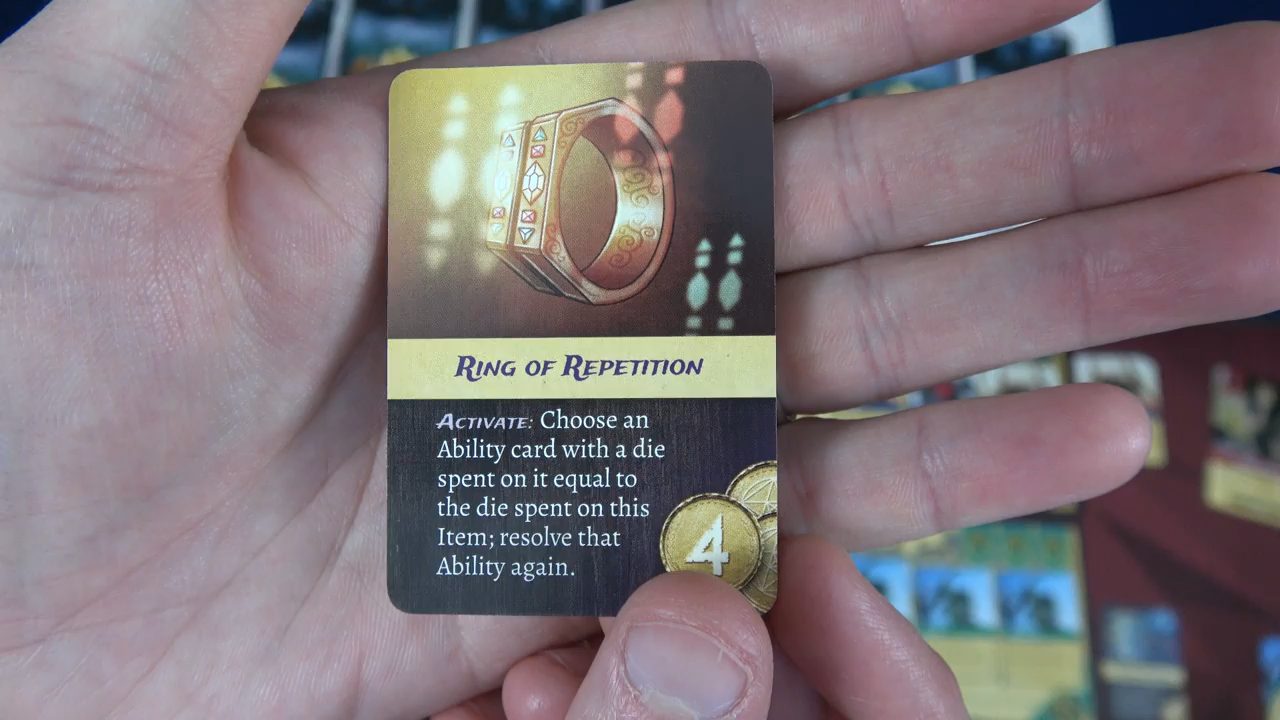 Ring of Repetition
Activate: Choose an
Ability card with a die
spent on it equal to
the die spent on this
Item; resolve that
Ability again.
4